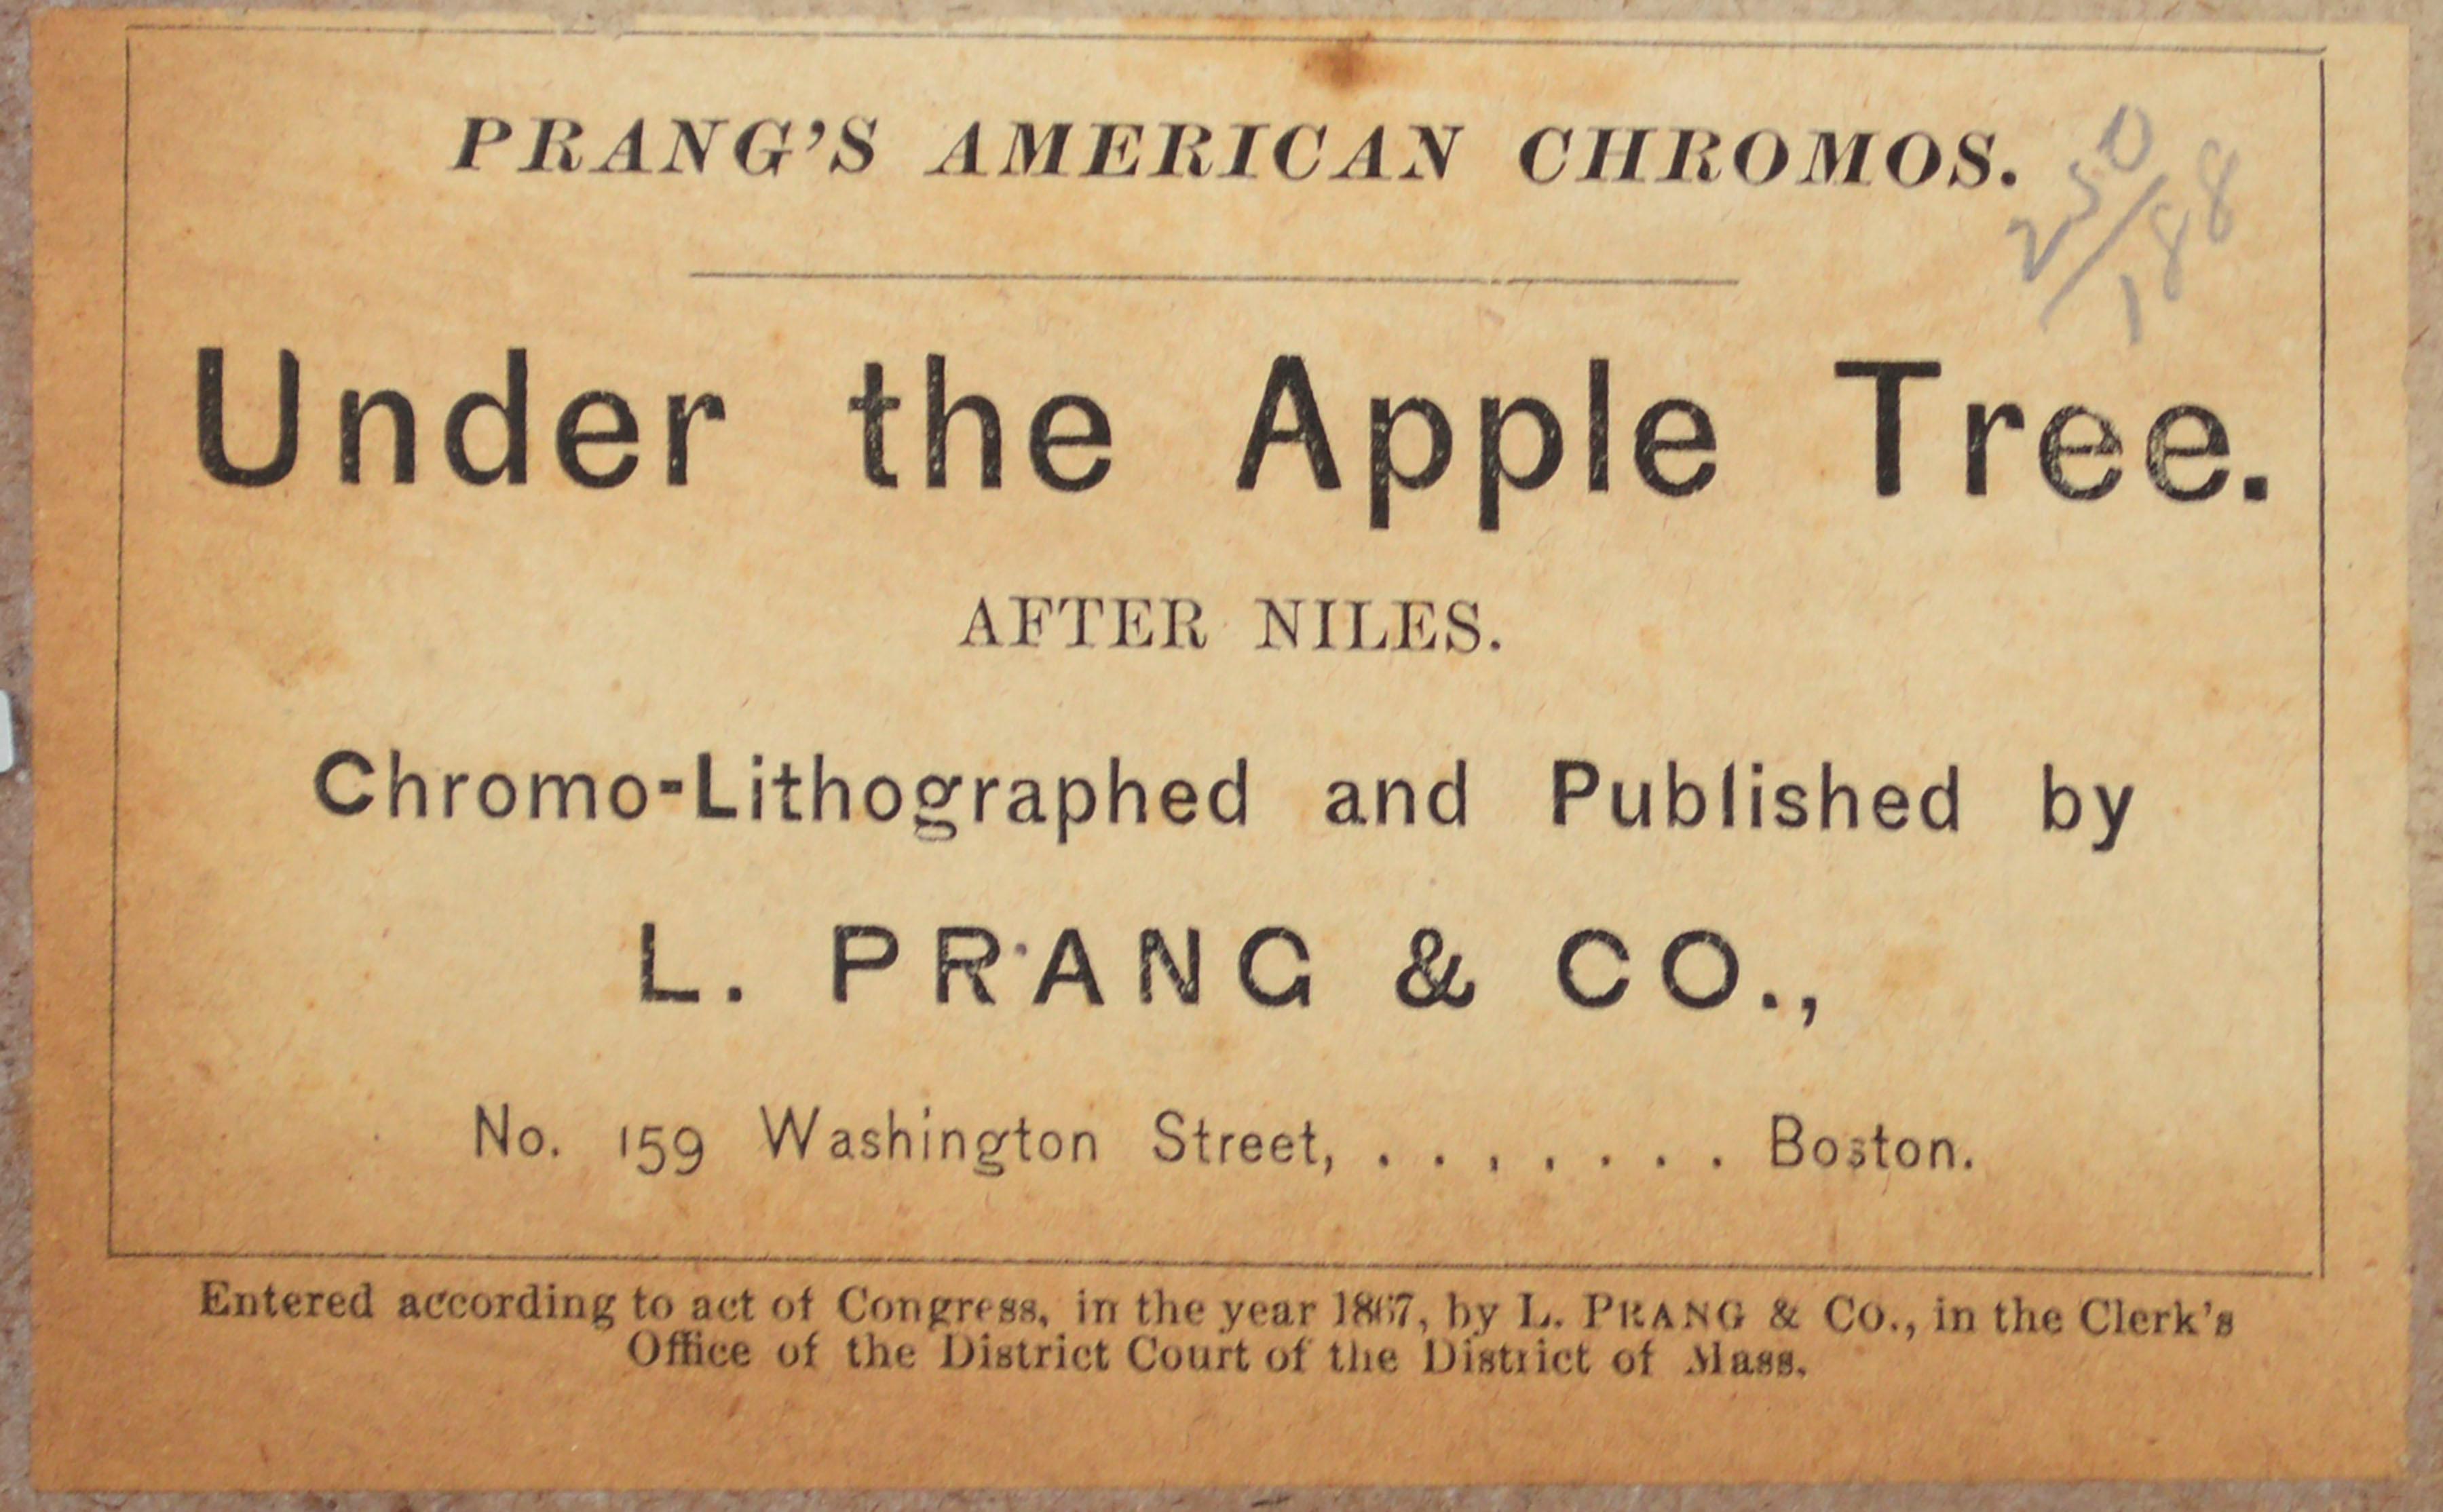 PRANG'S AMERICAN CHROMOS.
250/188
Under the Apple Tree.
AFTER NILES.
Chromo-Lithographed and Published by
L. PRANG & CO.,
No. 159 Washington Street, . . . . . . . Boston.
Entered according to act of Congress, in the year 1867, by L. PRANG & CO., in the Clerk's
Office of the District Court of the District of Mass.